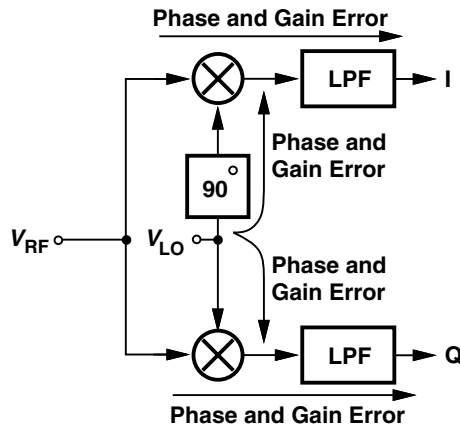 Phase and Gain Error
LPF
I
Phase and
Gain Error
90°
V_RF
V_LO
Phase and
Gain Error
LPF
Q
Phase and Gain Error